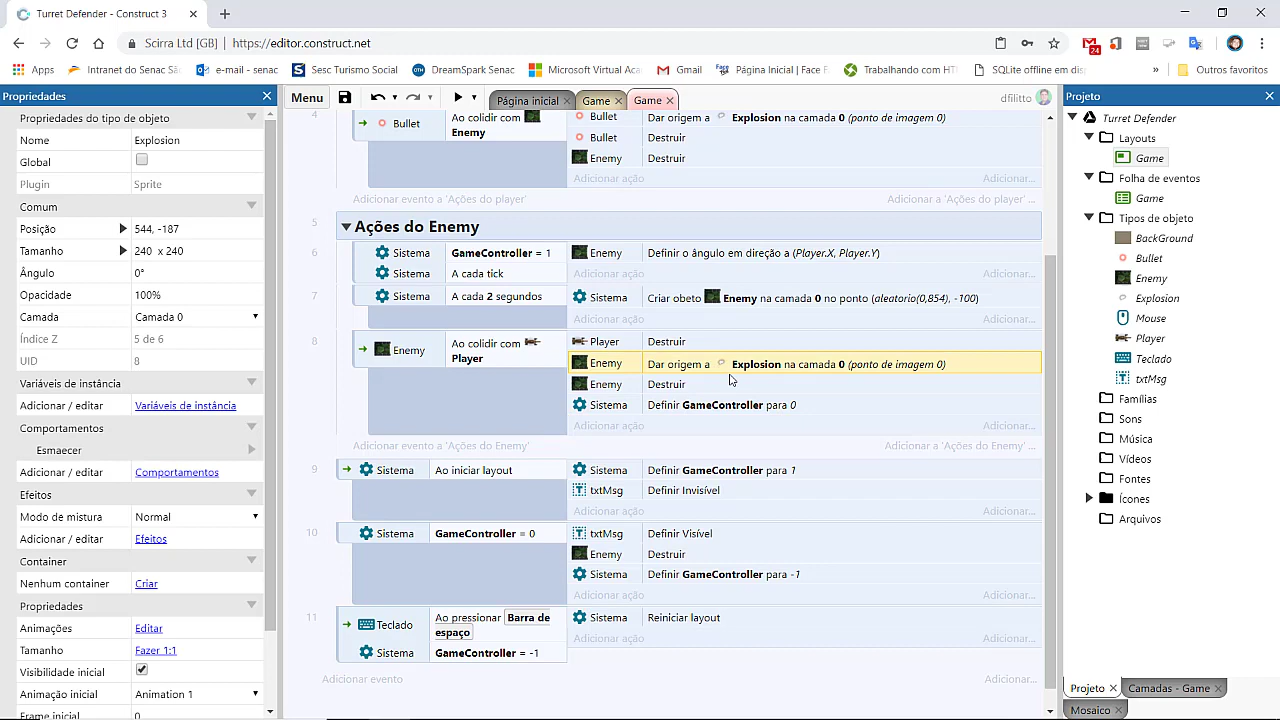 Turret Defender - Construct 3
Scirra Ltd [GB] | https://editor.construct.net
24
Apps Intranet do Senac Sã e-mail - senac Sesc Turismo Social DreamSpark Senac Microsoft Virtual Aca Gmail Página Inicial | Face F Trabalhando com HT SQLite offline em dis » Outros favoritos
Propriedades
Menu
Página inicial
Game
Game
dfilitto
Projeto
Propriedades do tipo de objeto
Nome Explosion
Global
Plugin Sprite
Comum
Posição 544, -187
Tamanho 240 x 240
Ângulo 0°
Opacidade 100%
Camada Camada 0
Índice Z 5 de 6
UID 8
Variáveis de instância
Adicionar / editar Variáveis de instância
Comportamentos
Esmaecer
Adicionar / editar Comportamentos
Efeitos
Modo de mistura Normal
Adicionar / editar Efeitos
Container
Nenhum container Criar
Propriedades
Animações Editar
Tamanho Fazer 1:1
Visibilidade inicial
Animação inicial Animation 1
Frame inicial 0
4 Bullet Ao colidir com Enemy
Bullet Dar origem a Explosion na camada 0 (ponto de imagem 0)
Bullet Destruir
Enemy Destruir
Adicionar ação Adicionar...
Adicionar evento a 'Ações do player' Adicionar a 'Ações do player' ...
5 Ações do Enemy
6 Sistema GameController = 1 Enemy Definir o ângulo em direção a (Player.X, Player.Y)
Sistema A cada tick Adicionar ação Adicionar...
7 Sistema A cada 2 segundos Sistema Criar obeto Enemy na camada 0 no ponto (aleatorio(0,854), -100)
Adicionar ação Adicionar...
8 Enemy Ao colidir com Player
Player Destruir
Enemy Dar origem a Explosion na camada 0 (ponto de imagem 0)
Enemy Destruir
Sistema Definir GameController para 0
Adicionar ação Adicionar...
Adicionar evento a 'Ações do Enemy' Adicionar a 'Ações do Enemy' ...
9 Sistema Ao iniciar layout Sistema Definir GameController para 1
txtMsg Definir Invisível
Adicionar ação Adicionar...
10 Sistema GameController = 0 txtMsg Definir Visível
Enemy Destruir
Sistema Definir GameController para -1
Adicionar ação Adicionar...
11 Teclado Ao pressionar Barra de espaço
Sistema Reiniciar layout
Adicionar ação Adicionar...
Sistema GameController = -1
Adicionar evento Adicionar...
Turret Defender
Layouts
Game
Folha de eventos
Game
Tipos de objeto
BackGround
Bullet
Enemy
Explosion
Mouse
Player
Teclado
txtMsg
Famílias
Sons
Música
Vídeos
Fontes
Ícones
Arquivos
Projeto
Camadas - Game
Mosaico